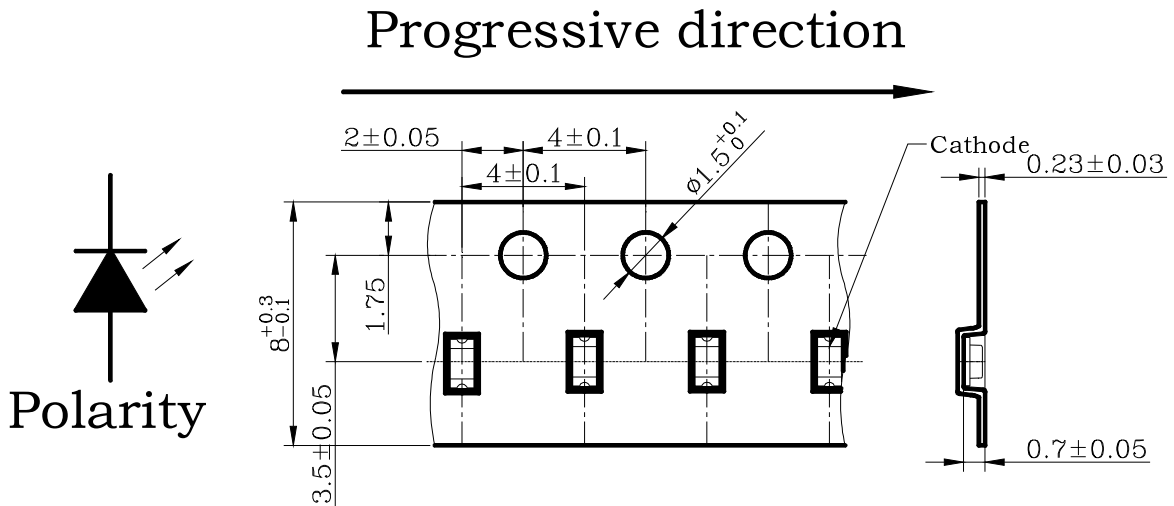 Progressive direction
2±0.05
4±0.1
4±0.1
ø1.5 +0.1 0
Cathode
0.23±0.03
1.75
8 +0.3 -0.1
3.5±0.05
Polarity
0.7±0.05